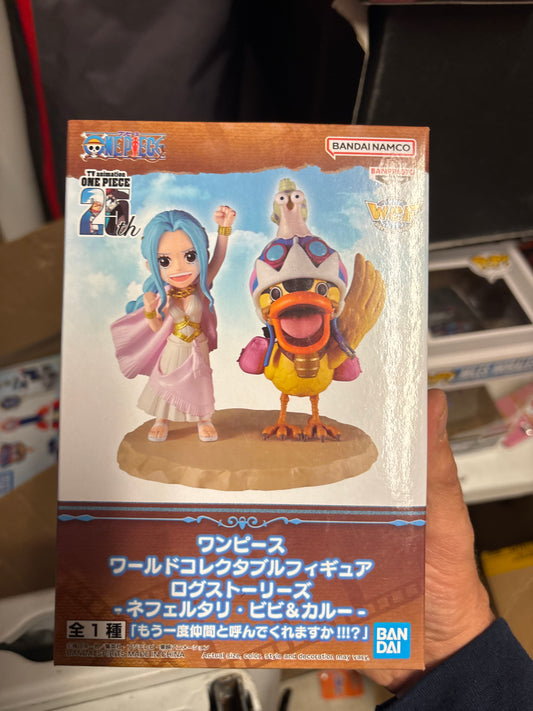 ONE PIECE
BANDAI NAMCO
TV animation
ONE PIECE
25th
BANPRESTO
WCF
ワンピース
ワールドコレクタブルフィギュア
ログストーリーズ
-ネフェルタリ・ビビ&カルー-
全1種「もう一度仲間と呼んでくれますか!!!?」
BAN
DAI
Actual size, color, style and decoration may vary.